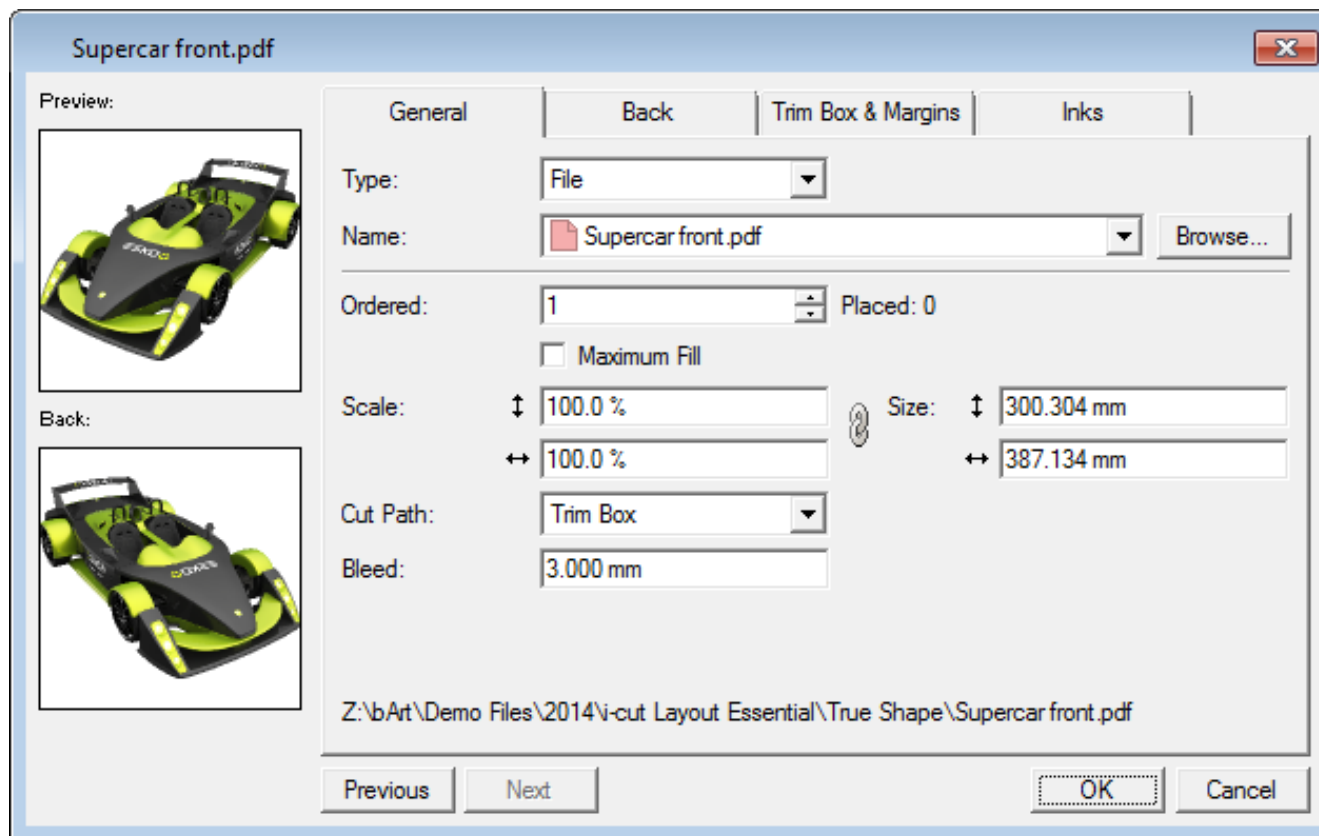 Supercar front.pdf
Preview:
General Back Trim Box & Margins Inks
Type: File
Name: Supercar front.pdf Browse...
Ordered: 1 Placed: 0
Maximum Fill
Scale: 100.0 % Size: 300.304 mm
100.0 % 387.134 mm
Back:
Cut Path: Trim Box
Bleed: 3.000 mm
Z:\bArt\Demo Files\2014\i-cut Layout Essential\True Shape\Supercar front.pdf
Previous Next OK Cancel